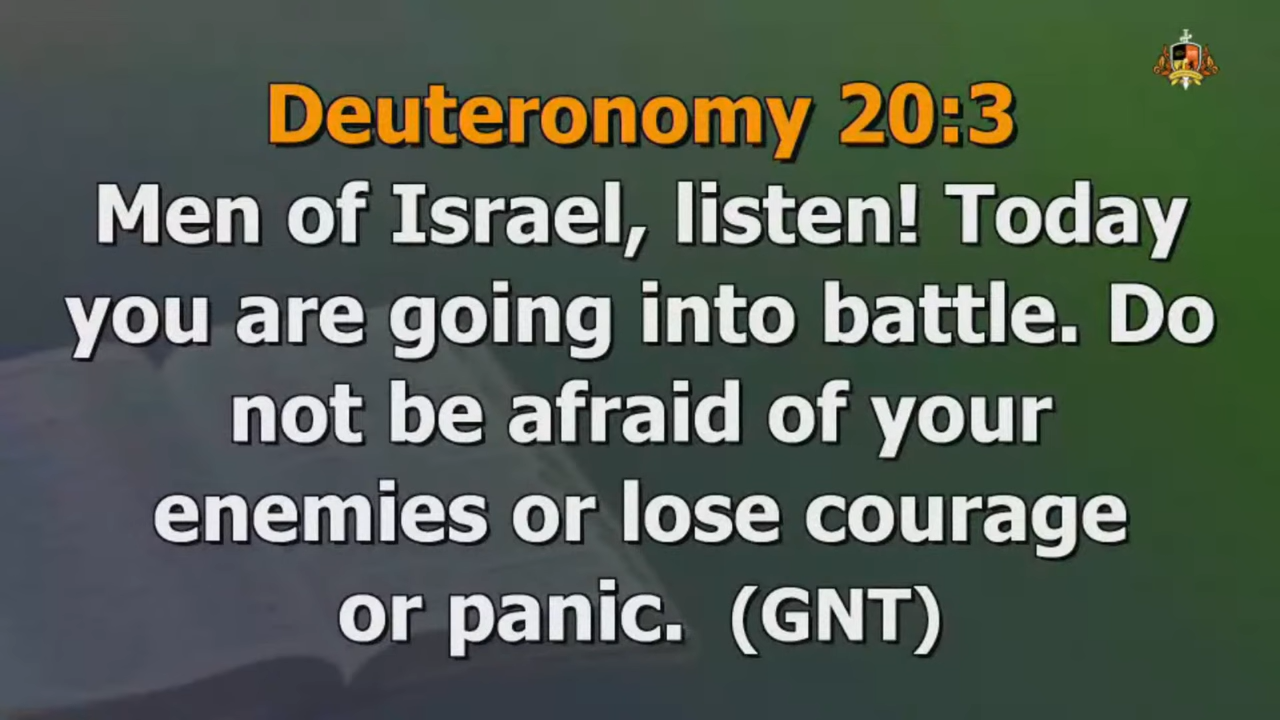 Deuteronomy 20:3
Men of Israel, listen! Today
you are going into battle. Do
not be afraid of your
enemies or lose courage
or panic. (GNT)